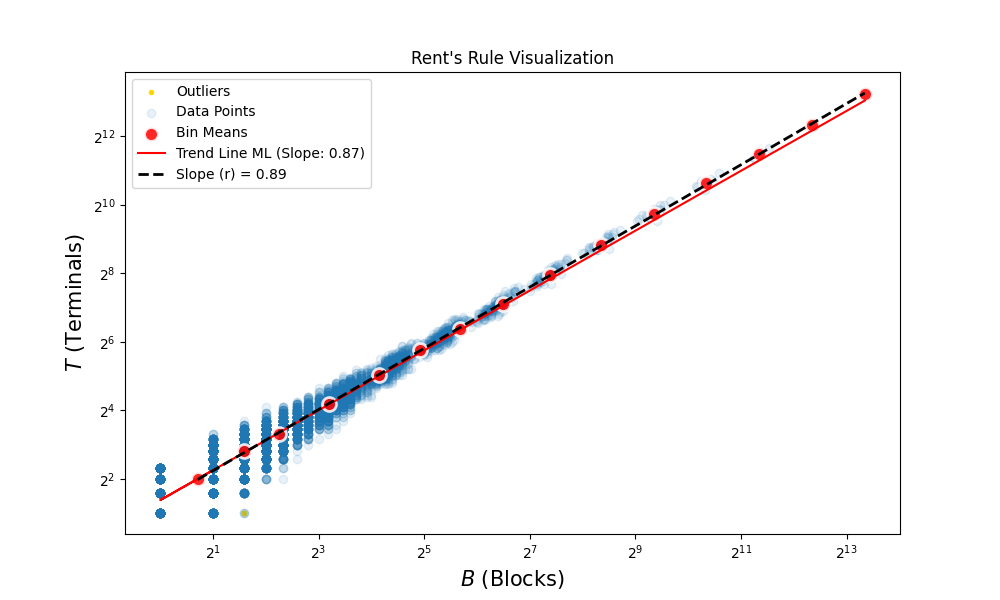 Rent's Rule Visualization
Outliers
Data Points
Bin Means
Trend Line ML (Slope: 0.87)
Slope (r) = 0.89
T (Terminals)
2^12
2^10
2^8
2^6
2^4
2^2
2^1
2^3
2^5
2^7
2^9
2^11
2^13
B (Blocks)